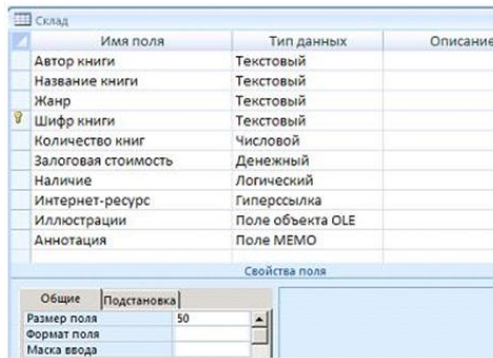 Склад
Имя поля Тип данных Описание
Автор книги Текстовый
Название книги Текстовый
Жанр Текстовый
Шифр книги Текстовый
Количество книг Числовой
Залоговая стоимость Денежный
Наличие Логический
Интернет-ресурс Гиперссылка
Иллюстрации Поле объекта OLE
Аннотация Поле МЕМО
Свойства поля
Общие Подстановка
Размер поля 50
Формат поля
Маска ввода